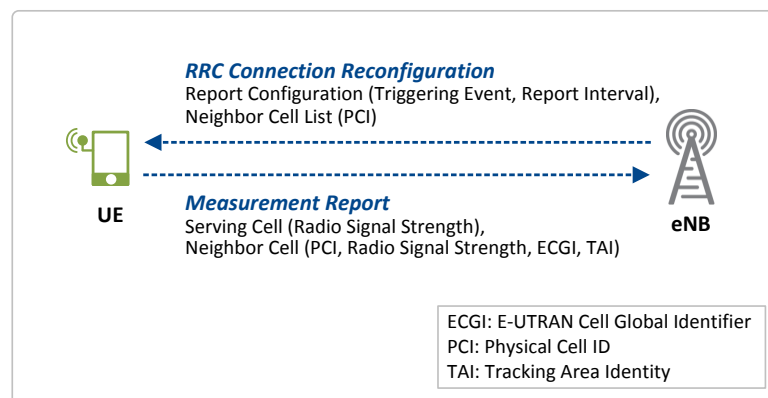 RRC Connection Reconfiguration
Report Configuration (Triggering Event, Report Interval),
Neighbor Cell List (PCI)
UE
eNB
Measurement Report
Serving Cell (Radio Signal Strength),
Neighbor Cell (PCI, Radio Signal Strength, ECGI, TAI)
ECGI: E-UTRAN Cell Global Identifier
PCI: Physical Cell ID
TAI: Tracking Area Identity